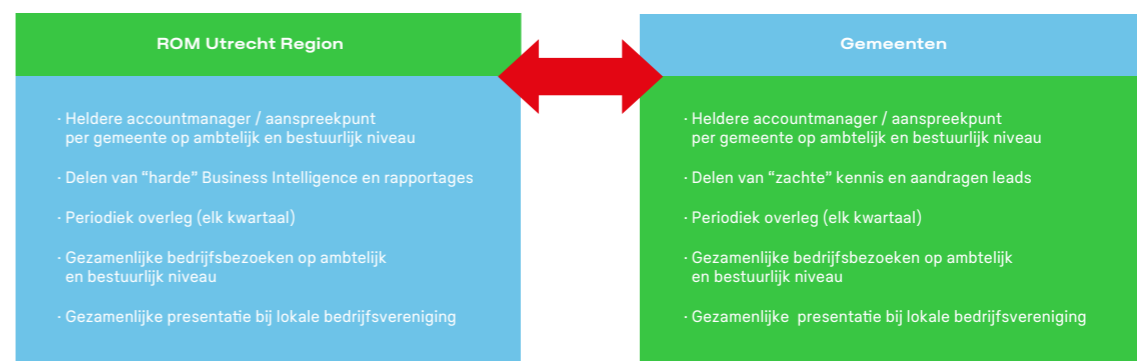 ROM Utrecht Region
· Heldere accountmanager / aanspreekpunt
per gemeente op ambtelijk en bestuurlijk niveau
· Delen van “harde” Business Intelligence en rapportages
· Periodiek overleg (elk kwartaal)
· Gezamenlijke bedrijfsbezoeken op ambtelijk
en bestuurlijk niveau
· Gezamenlijke presentatie bij lokale bedrijfsvereniging
Gemeenten
· Heldere accountmanager / aanspreekpunt
per gemeente op ambtelijk en bestuurlijk niveau
· Delen van “zachte” kennis en aandragen leads
· Periodiek overleg (elk kwartaal)
· Gezamenlijke bedrijfsbezoeken op ambtelijk
en bestuurlijk niveau
· Gezamenlijke presentatie bij lokale bedrijfsvereniging